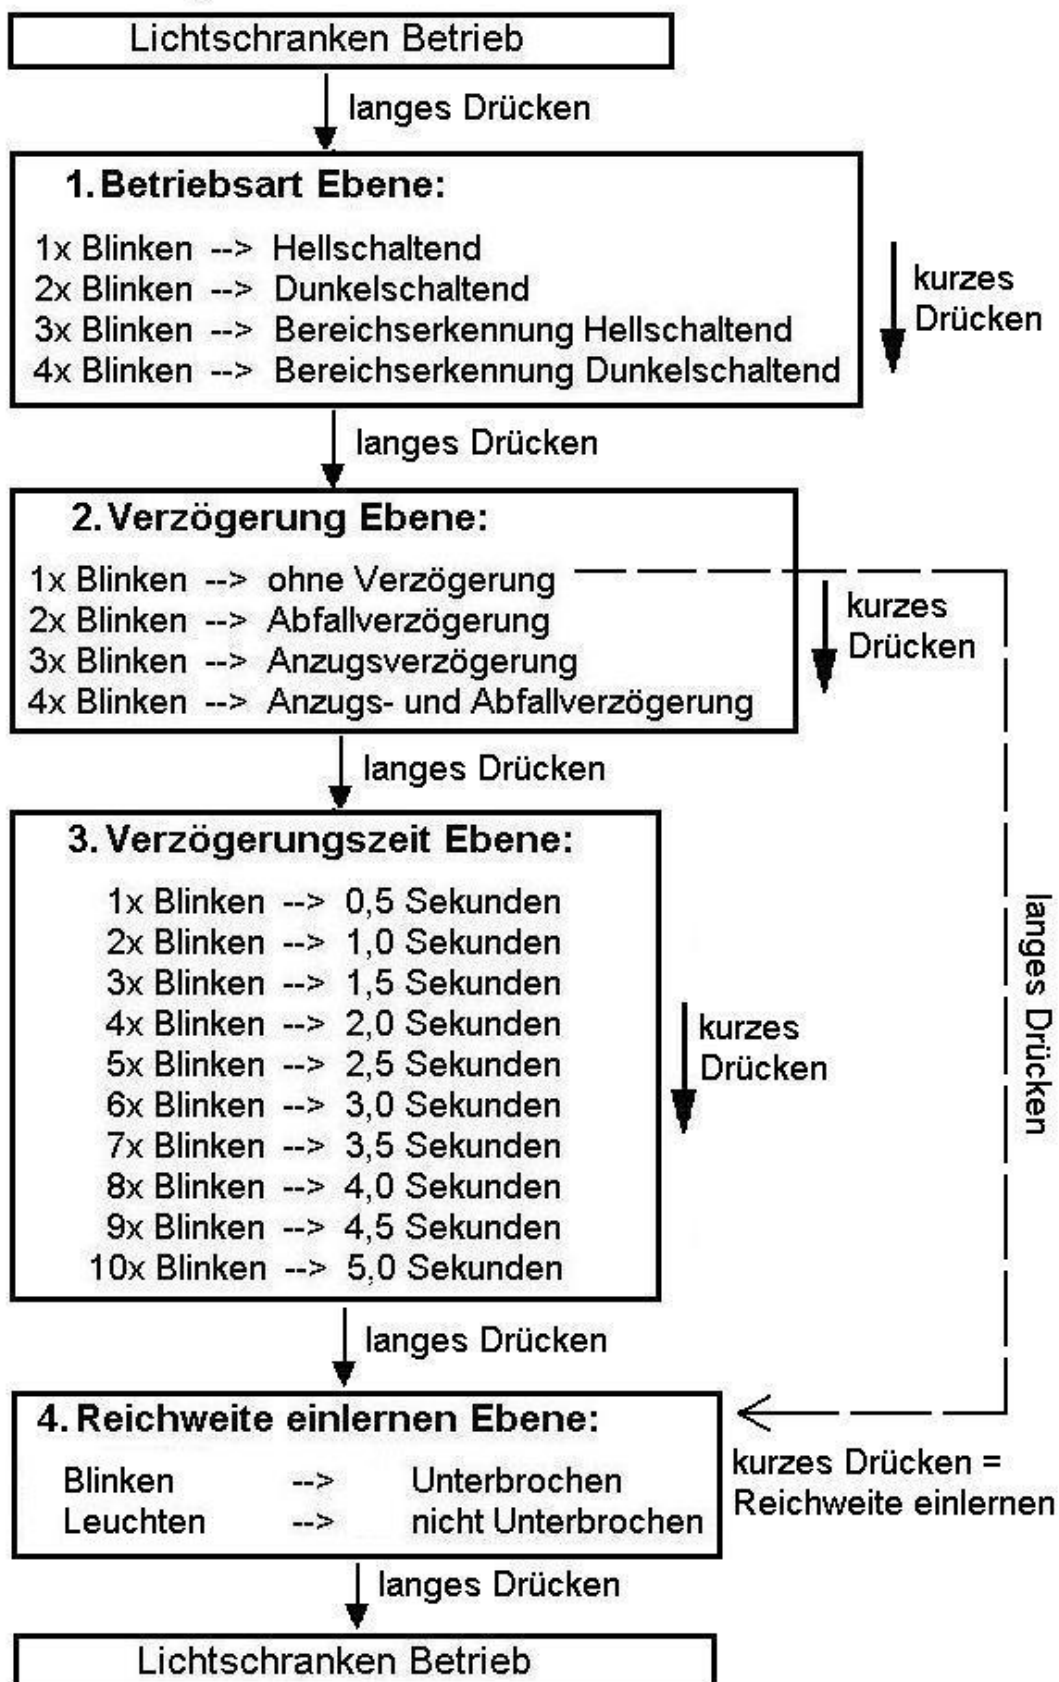 Lichtschranken Betrieb
langes Drücken
1. Betriebsart Ebene:
1x Blinken --> Hellschaltend
2x Blinken --> Dunkelschaltend
3x Blinken --> Bereichserkennung Hellschaltend
4x Blinken --> Bereichserkennung Dunkelschaltend
kurzes
Drücken
langes Drücken
2. Verzögerung Ebene:
1x Blinken --> ohne Verzögerung
2x Blinken --> Abfallverzögerung
3x Blinken --> Anzugsverzögerung
4x Blinken --> Anzugs- und Abfallverzögerung
kurzes
Drücken
langes Drücken
3. Verzögerungszeit Ebene:
1x Blinken --> 0,5 Sekunden
2x Blinken --> 1,0 Sekunden
3x Blinken --> 1,5 Sekunden
4x Blinken --> 2,0 Sekunden
5x Blinken --> 2,5 Sekunden
6x Blinken --> 3,0 Sekunden
7x Blinken --> 3,5 Sekunden
8x Blinken --> 4,0 Sekunden
9x Blinken --> 4,5 Sekunden
10x Blinken --> 5,0 Sekunden
kurzes
Drücken
langes Drücken
langes Drücken
4. Reichweite einlernen Ebene:
Blinken --> Unterbrochen
Leuchten --> nicht Unterbrochen
kurzes Drücken =
Reichweite einlernen
langes Drücken
Lichtschranken Betrieb